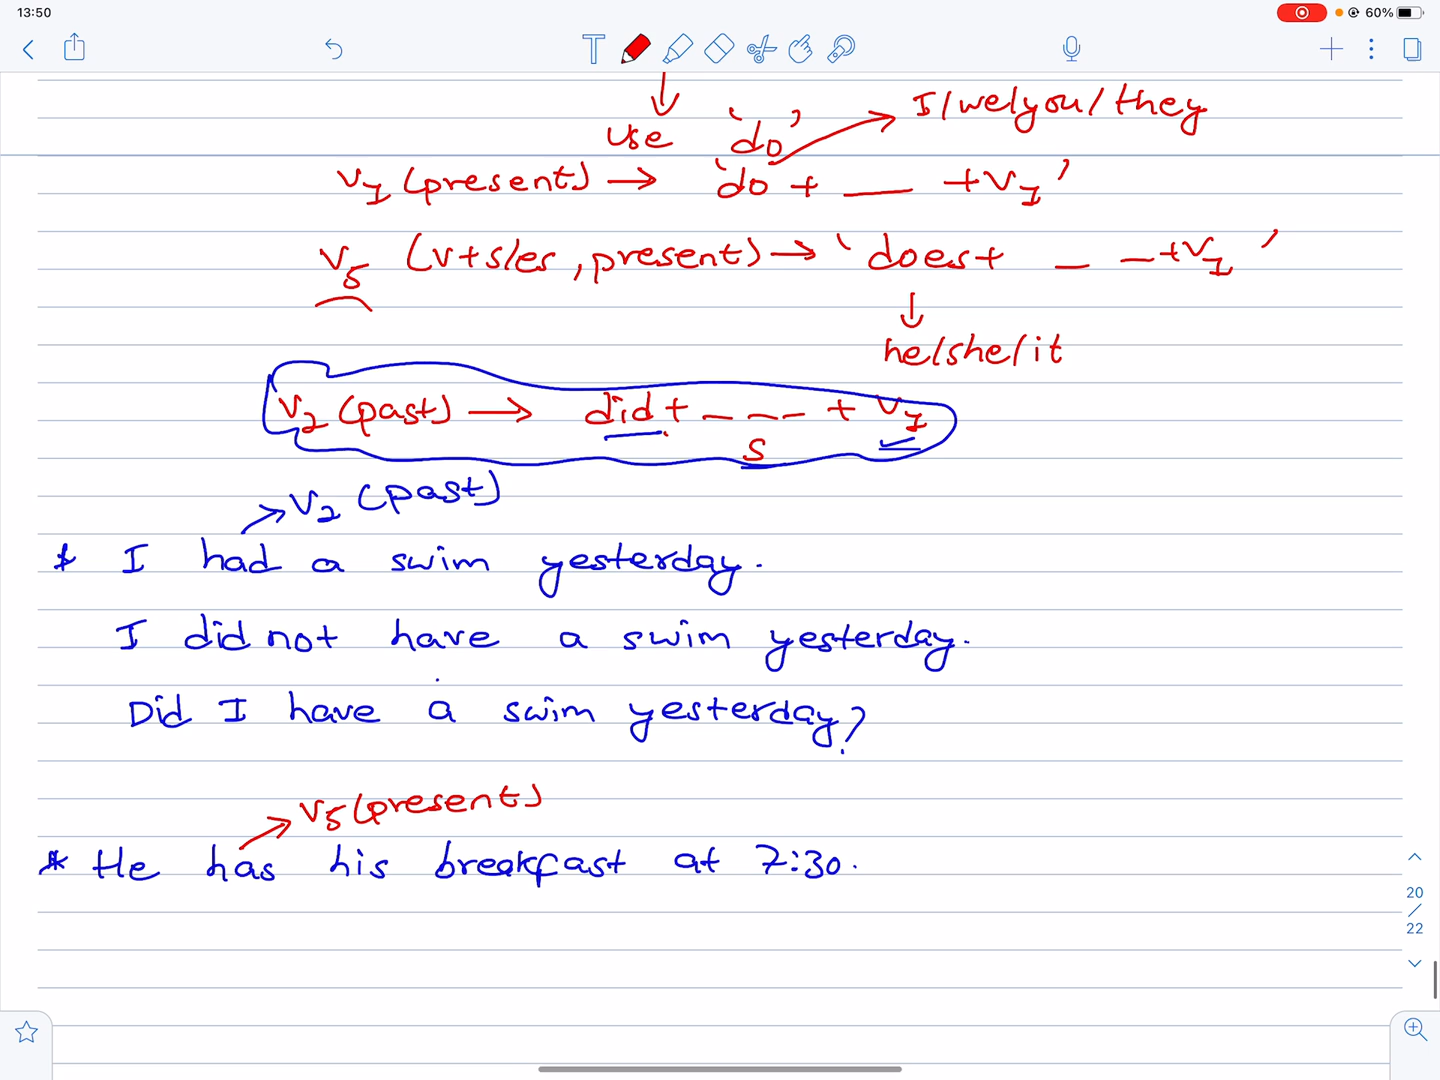 13:50
60%
T
I/we/you/they
use 'do'
V1 (present) → 'do + ___ + V1'
V5 (V+s/es, present) → 'does + _ _ + V1'
he/she/it
V2 (past) → did + _ _ _ + V1
S
V2 (past)
* I had a swim yesterday.
I did not have a swim yesterday.
Did I have a swim yesterday?
V5 (present)
* He has his breakfast at 7:30.
20
/
22